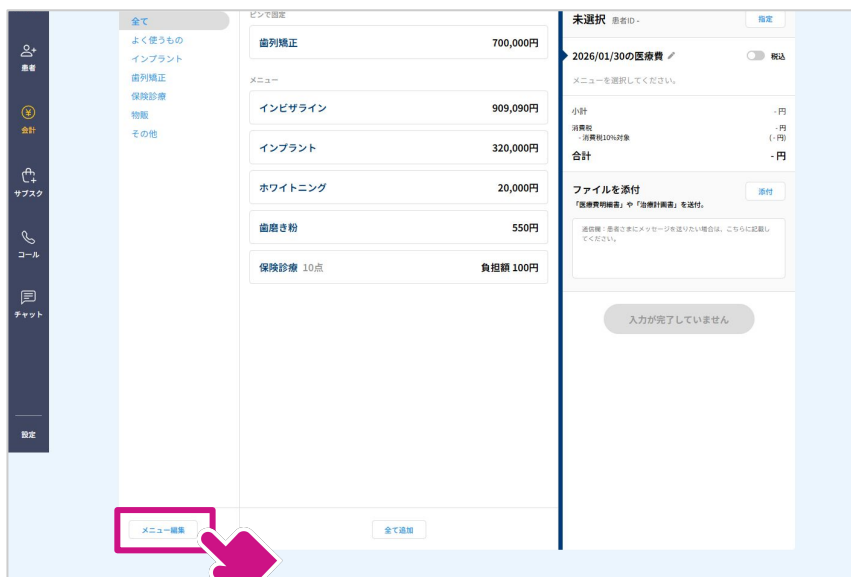 患者
会計
サブスク
コール
チャット
設定
全て
よく使うもの
インプラント
歯列矯正
保険診療
物販
その他
メニュー編集
ピンで固定
歯列矯正 700,000円
メニュー
インビザライン 909,090円
インプラント 320,000円
ホワイトニング 20,000円
歯磨き粉 550円
保険診療 10点 負担額 100円
全て追加
未選択 患者ID - 指定
2026/01/30の医療費 税込
メニューを選択してください。
小計 - 円
消費税 - 円
- 消費税10%対象 (- 円)
合計 - 円
ファイルを添付 添付
「医療費明細書」や「治療計画書」を送付。
通信欄：患者さまにメッセージを送りたい場合は、こちらに記載し
てください。
入力が完了していません